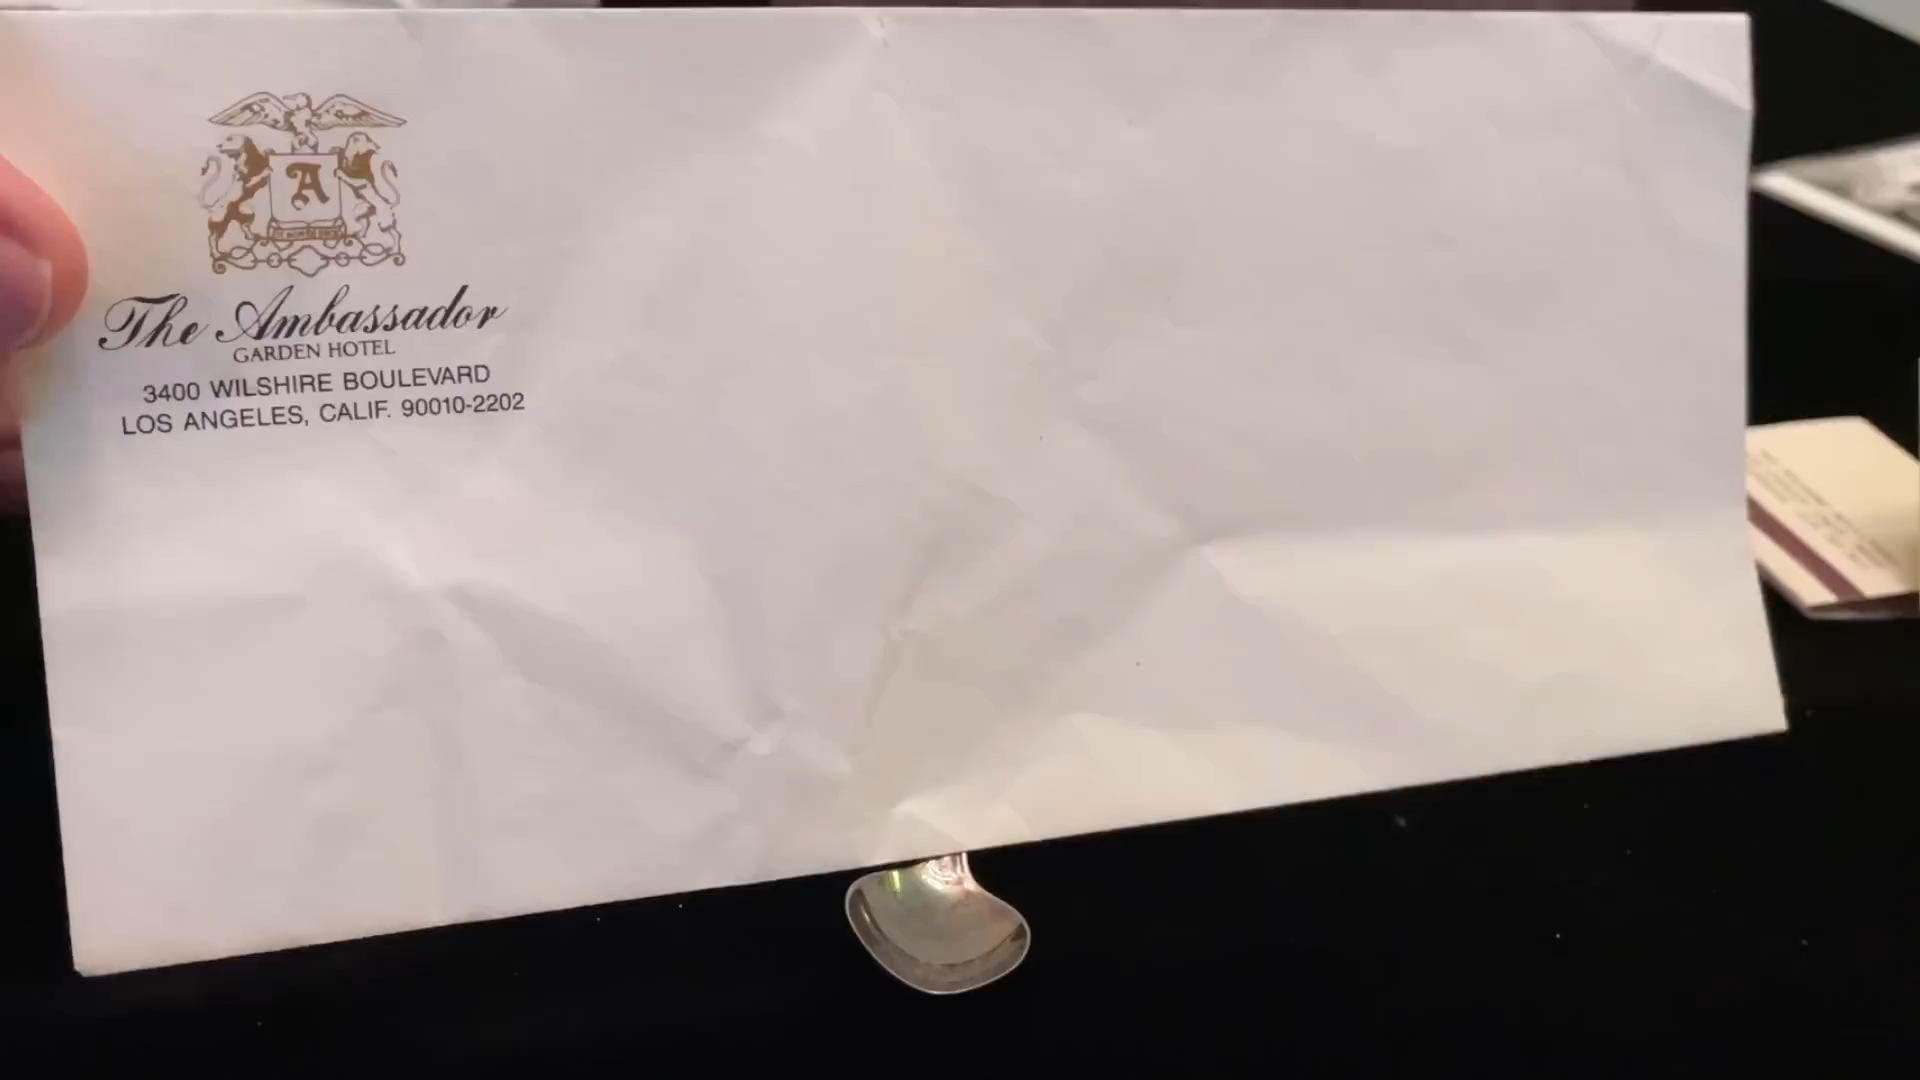 A
The Ambassador
GARDEN HOTEL
3400 WILSHIRE BOULEVARD
LOS ANGELES, CALIF. 90010-2202